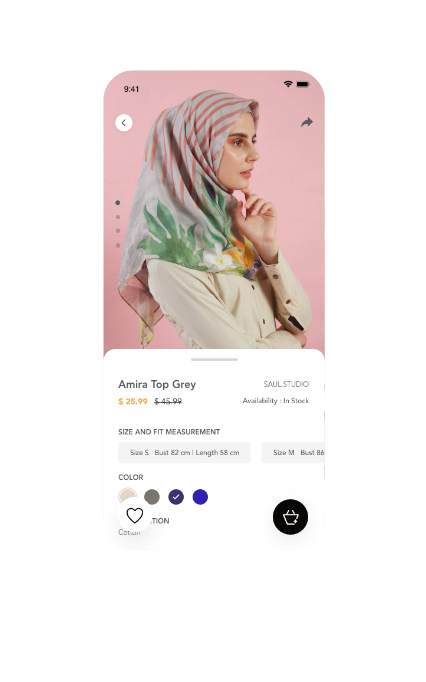 9:41
Amira Top Grey
SAUL.STUDIO
$ 25.99 $ 45.99
Availability : In Stock
SIZE AND FIT MEASUREMENT
Size S Bust 82 cm | Length 58 cm
Size M Bust 86
COLOR
TION
Cotton